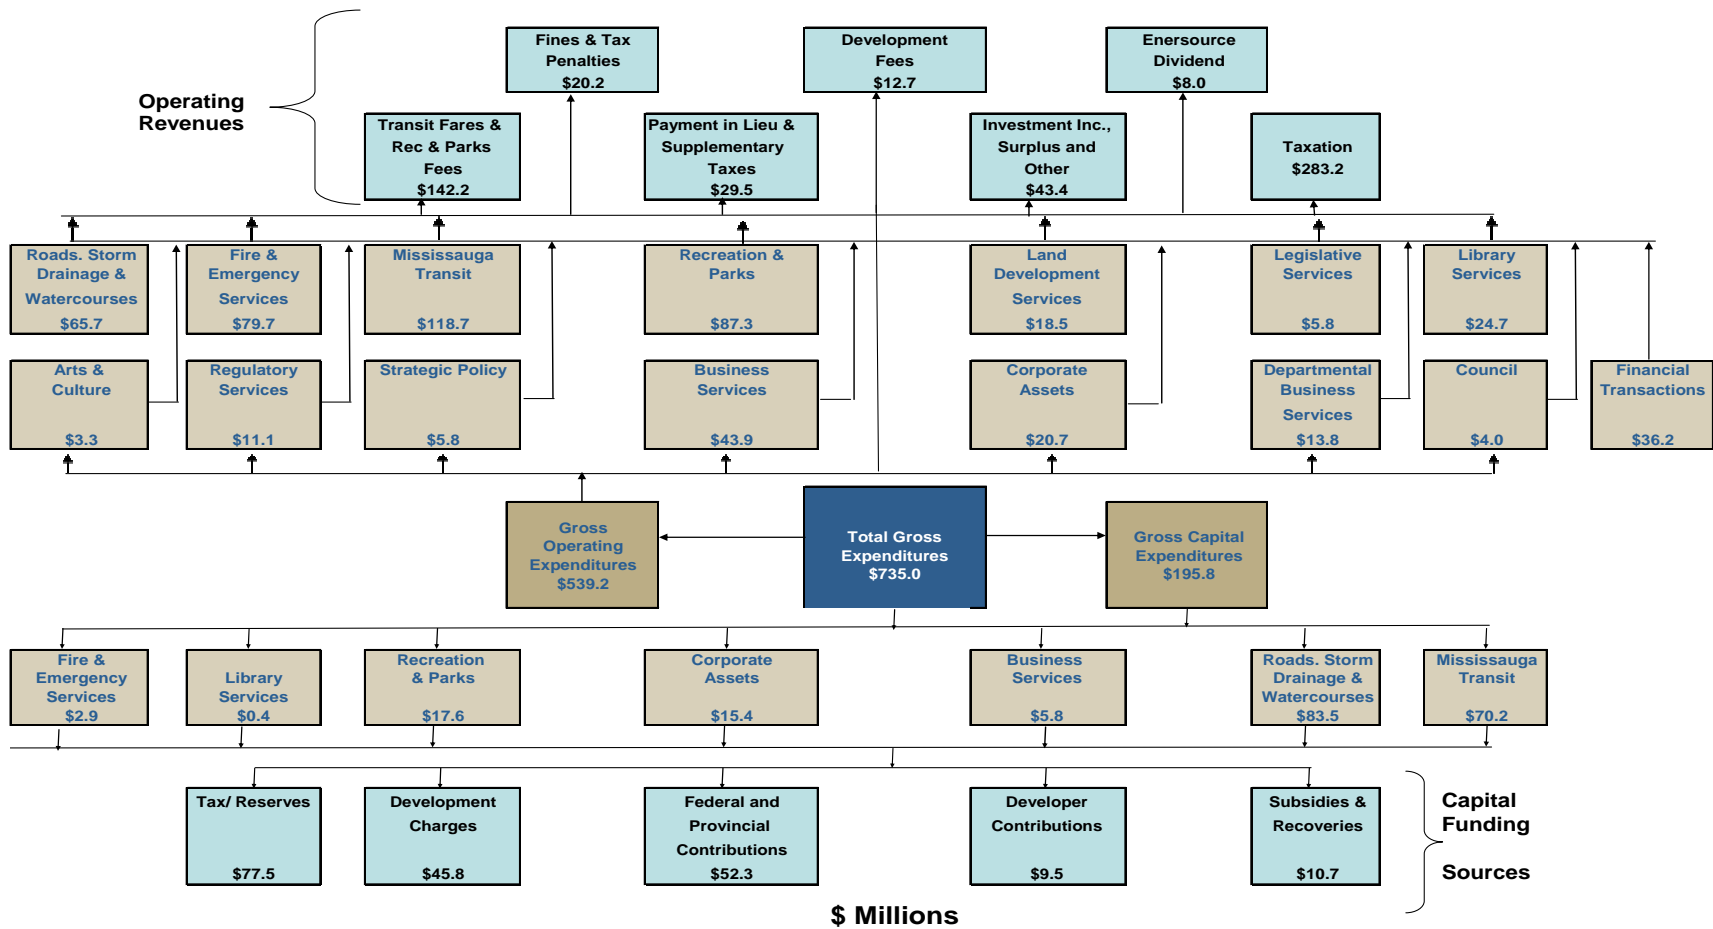 Operating
Revenues
Fines & Tax
Penalties
$20.2
Development
Fees
$12.7
Enersource
Dividend
$8.0
Transit Fares &
Rec & Parks
Fees
$142.2
Payment in Lieu &
Supplementary
Taxes
$29.5
Investment Inc.,
Surplus and
Other
$43.4
Taxation
$283.2
Roads. Storm
Drainage &
Watercourses
$65.7
Fire &
Emergency
Services
$79.7
Mississauga
Transit
$118.7
Recreation &
Parks
$87.3
Land
Development
Services
$18.5
Legislative
Services
$5.8
Library
Services
$24.7
Arts &
Culture
$3.3
Regulatory
Services
$11.1
Strategic Policy
$5.8
Business
Services
$43.9
Corporate
Assets
$20.7
Departmental
Business
Services
$13.8
Council
$4.0
Financial
Transactions
$36.2
Gross
Operating
Expenditures
$539.2
Total Gross
Expenditures
$735.0
Gross Capital
Expenditures
$195.8
Fire &
Emergency
Services
$2.9
Library
Services
$0.4
Recreation
& Parks
$17.6
Corporate
Assets
$15.4
Business
Services
$5.8
Roads. Storm
Drainage &
Watercourses
$83.5
Mississauga
Transit
$70.2
Tax/ Reserves
$77.5
Development
Charges
$45.8
Federal and
Provincial
Contributions
$52.3
Developer
Contributions
$9.5
Subsidies &
Recoveries
$10.7
Capital
Funding
Sources
$ Millions